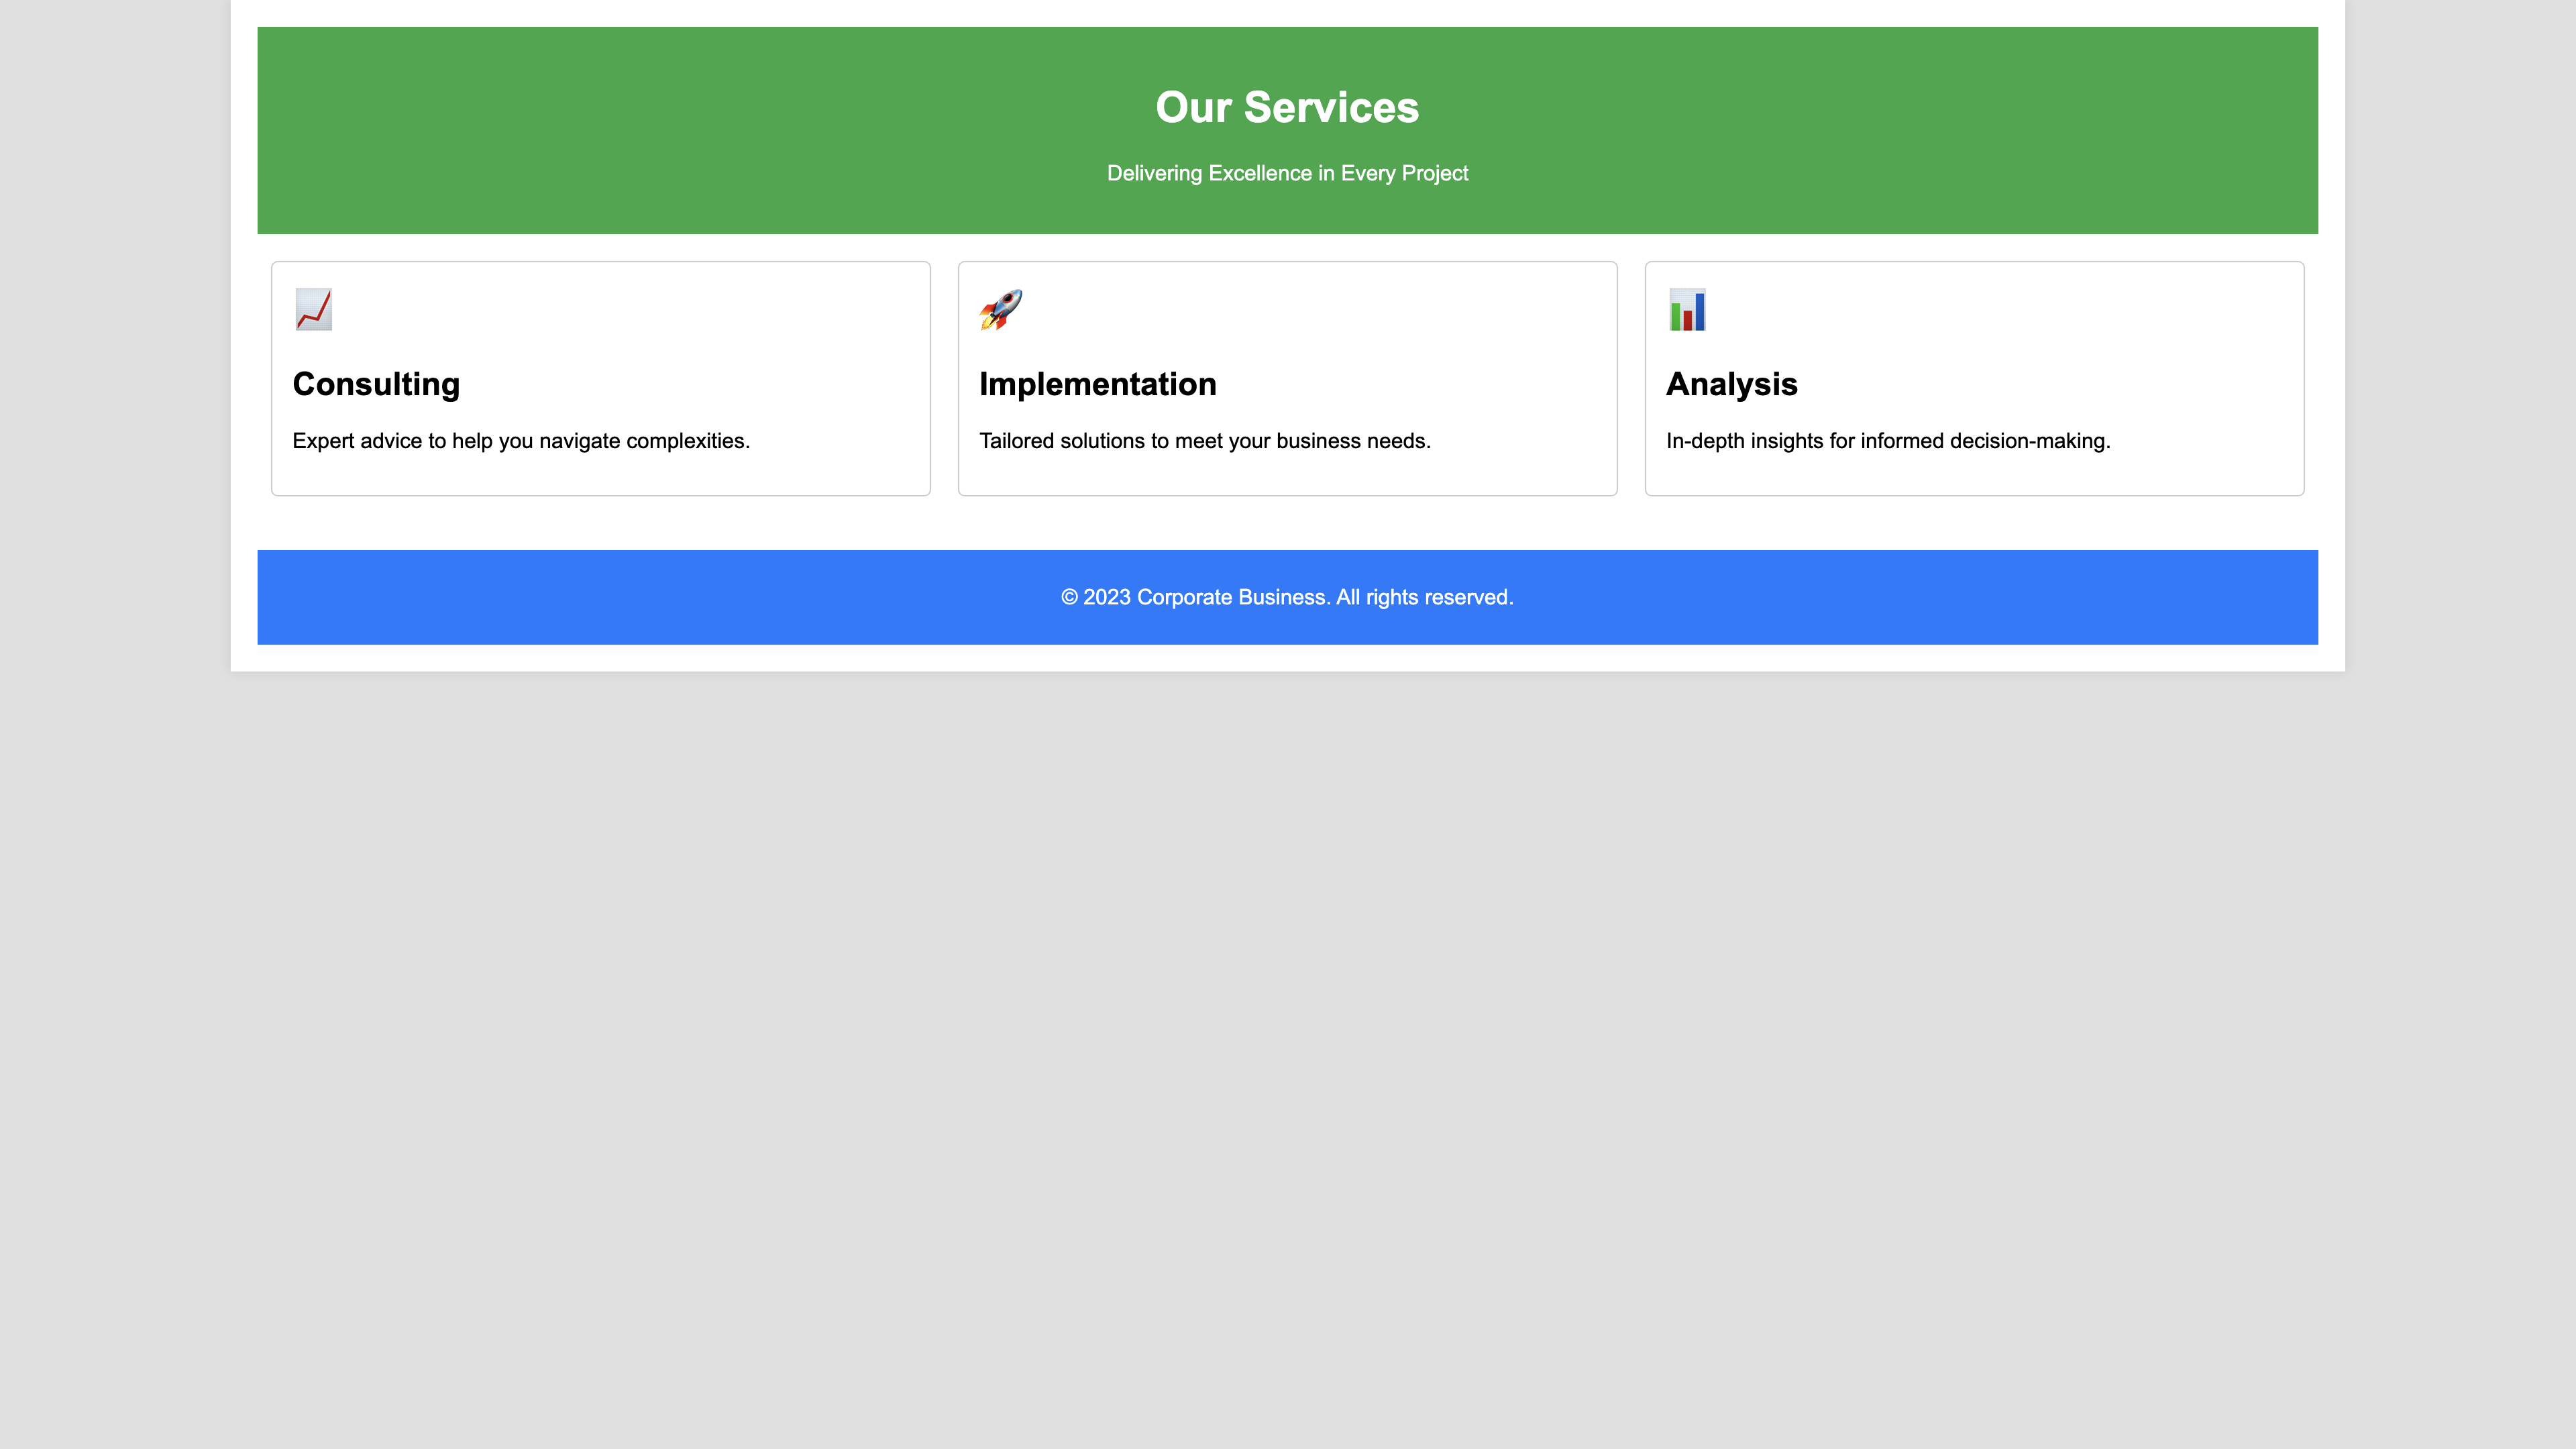 Our Services
Delivering Excellence in Every Project
Consulting
Expert advice to help you navigate complexities.
Implementation
Tailored solutions to meet your business needs.
Analysis
In-depth insights for informed decision-making.
© 2023 Corporate Business. All rights reserved.